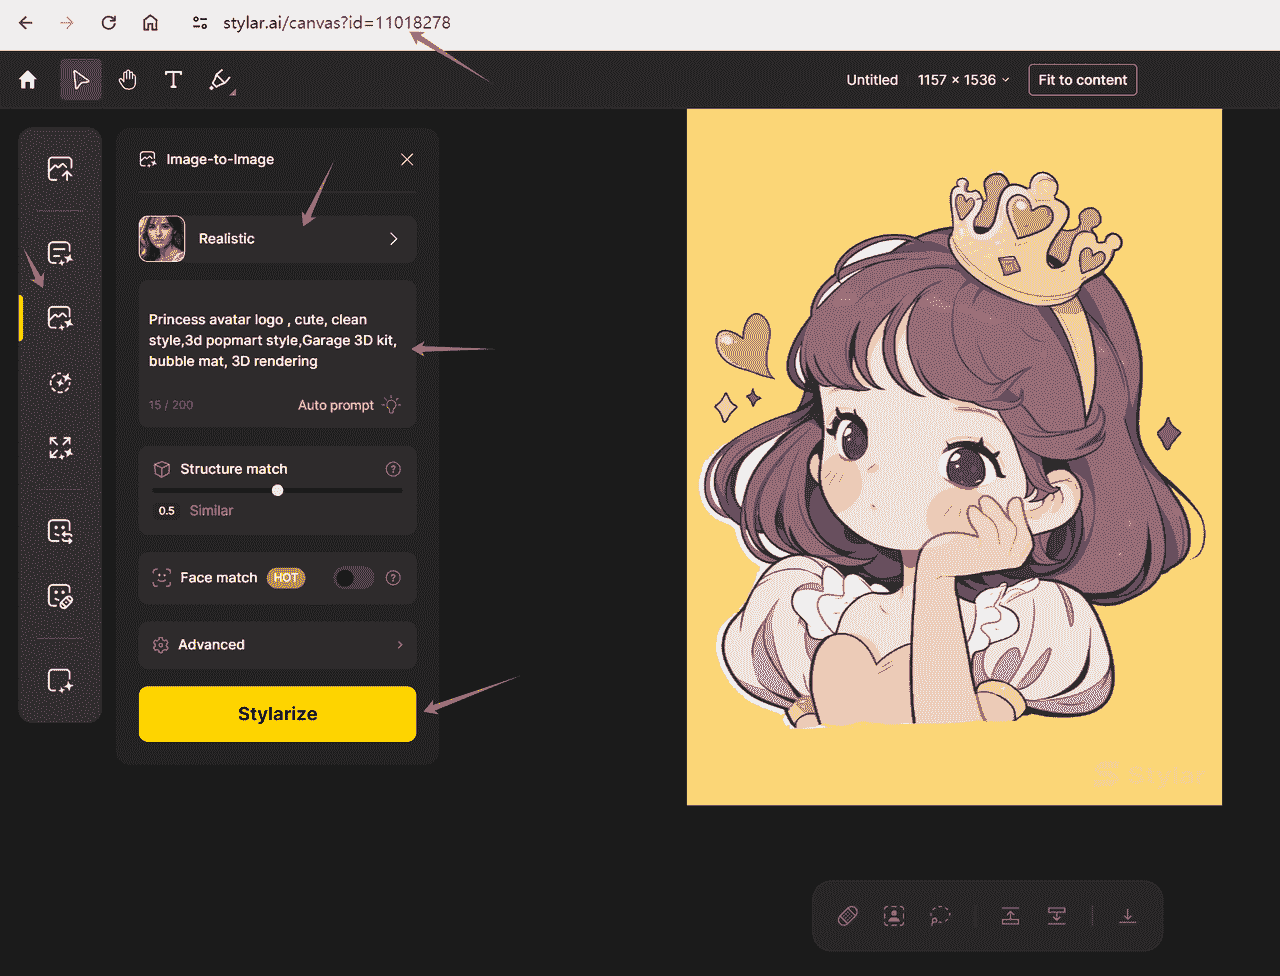 stylar.ai/canvas?id=11018278
Untitled
1157 × 1536
Fit to content
Image-to-Image
Realistic
Princess avatar logo , cute, clean
style,3d popmart style,Garage 3D kit,
bubble mat, 3D rendering
15 / 200
Auto prompt
Structure match
0.5 Similar
Face match HOT
Advanced
Stylarize